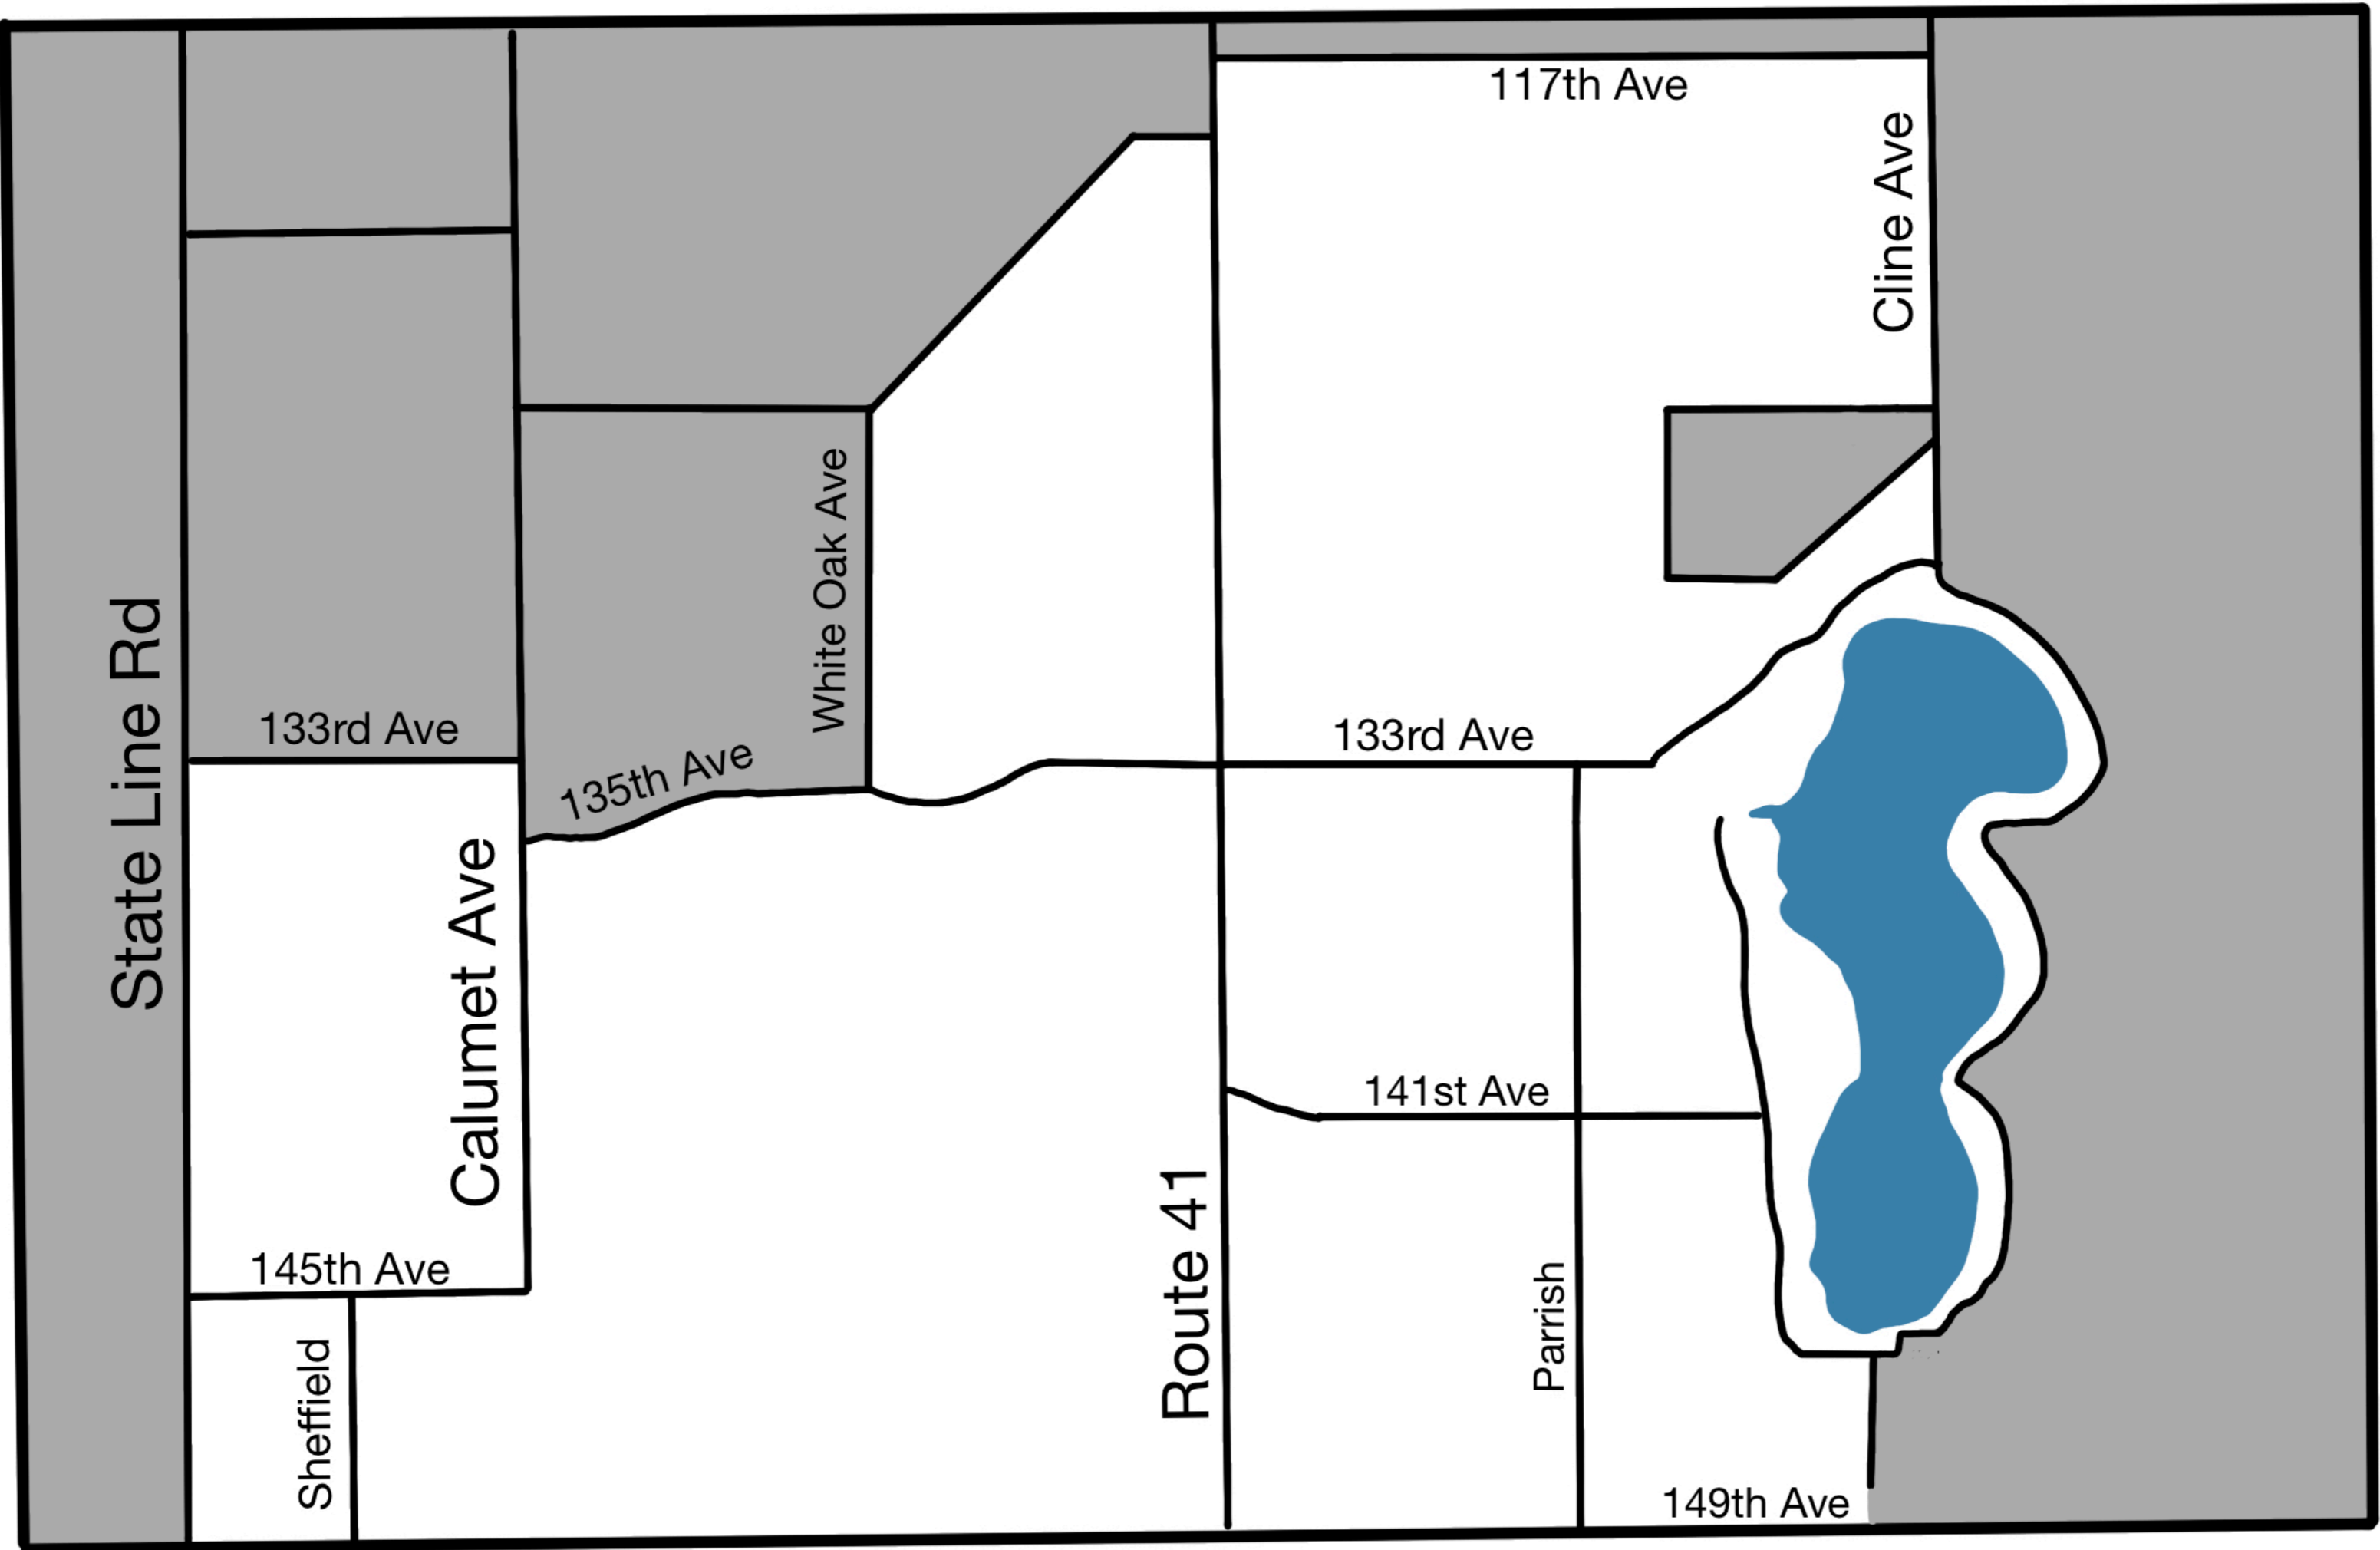 117th Ave
Cline Ave
White Oak Ave
State Line Rd
133rd Ave
133rd Ave
135th Ave
Calumet Ave
141st Ave
Route 41
145th Ave
Parrish
Sheffield
149th Ave